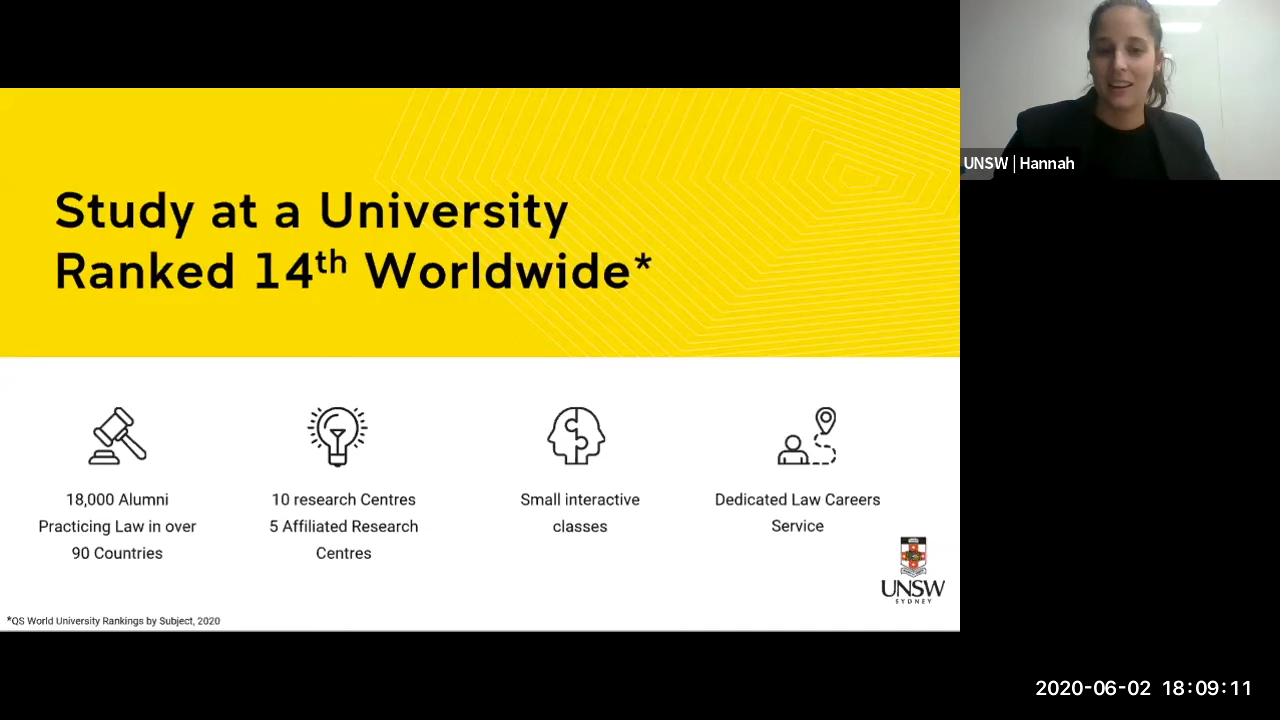 Study at a University
Ranked 14th Worldwide*
18,000 Alumni
Practicing Law in over
90 Countries
10 research Centres
5 Affiliated Research
Centres
Small interactive
classes
Dedicated Law Careers
Service
UNSW
SYDNEY
*QS World University Rankings by Subject, 2020
UNSW | Hannah
2020-06-02 18:09:11